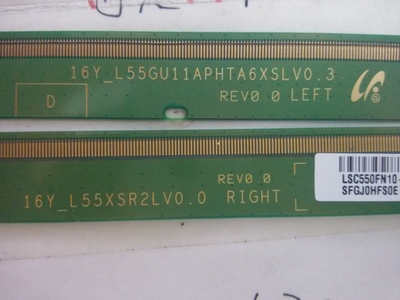 16Y_L55GU11APHTA6XSLV0.3
D
REV0.0 LEFT
REV0.0
16Y_L55XSR2LV0.0 RIGHT
LSC550FN10-
SFGJ0HFS0E